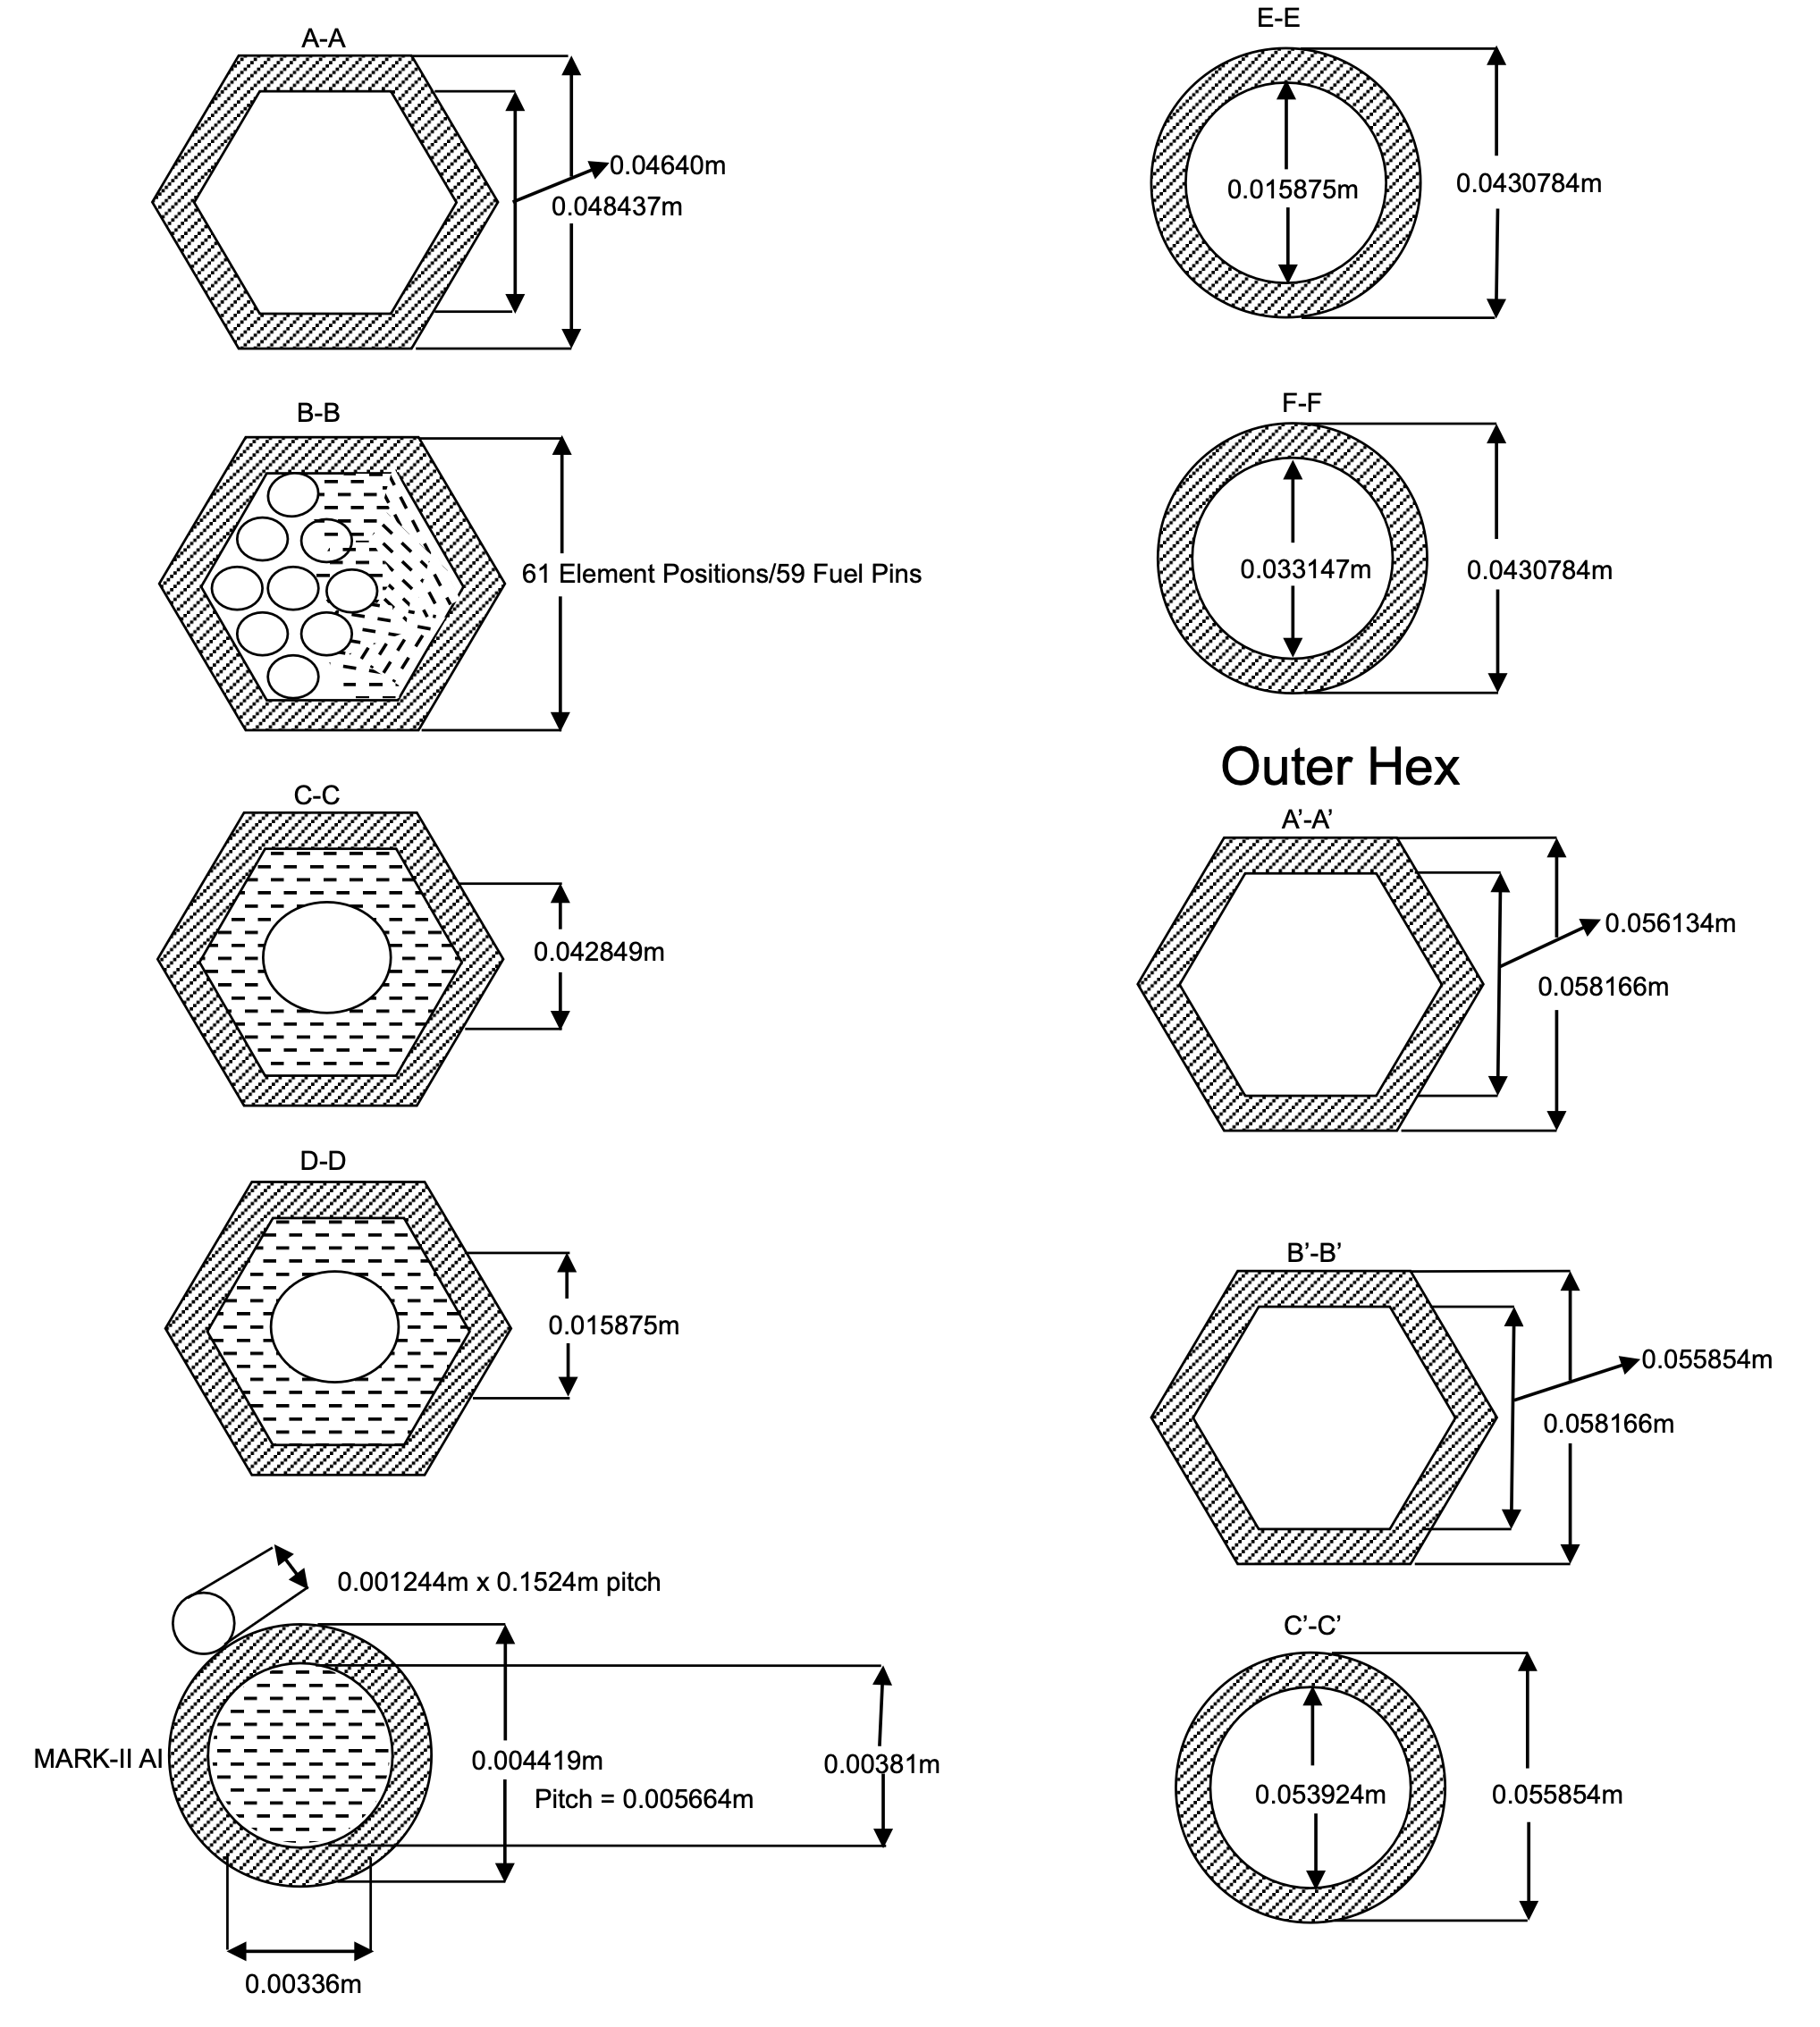 A-A
0.04640m
0.048437m
B-B
61 Element Positions/59 Fuel Pins
C-C
0.042849m
D-D
0.015875m
0.001244m x 0.1524m pitch
MARK-II AI
0.004419m
Pitch = 0.005664m
0.00381m
0.00336m
E-E
0.015875m
0.0430784m
F-F
0.033147m
0.0430784m
Outer Hex
A’-A’
0.056134m
0.058166m
B’-B’
0.055854m
0.058166m
C’-C’
0.053924m
0.055854m